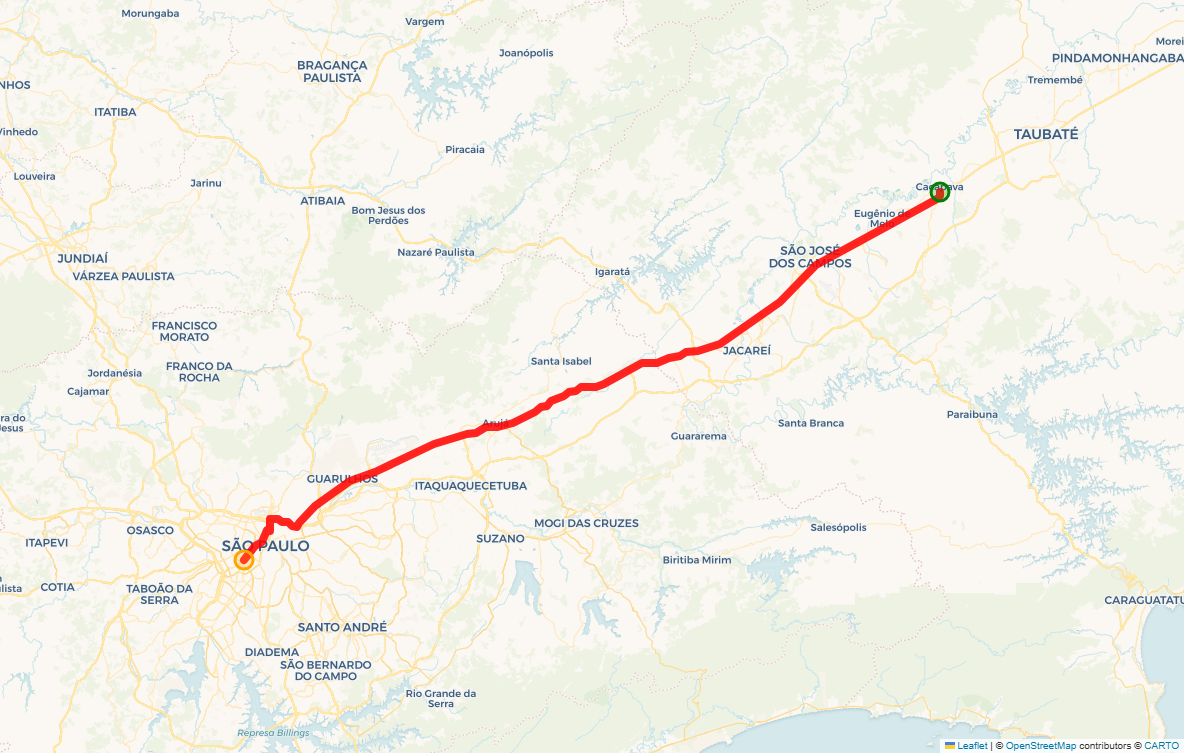 Morungaba
Vargem
Morei
Joanópolis
PINDAMONHANGABA
BRAGANÇA
PAULISTA
Tremembé
NHOS
ITATIBA
Vinhedo
TAUBATÉ
Piracaia
Louveira
Jarinu
Caçapava
ATIBAIA
Bom Jesus dos
Perdões
Eugênio de
Melo
Nazaré Paulista
SÃO JOSÉ
DOS CAMPOS
JUNDIAÍ
VÁRZEA PAULISTA
Igaratá
FRANCISCO
MORATO
JACAREÍ
Santa Isabel
FRANCO DA
ROCHA
Jordanésia
Cajamar
ra do
Jesus
Paraibuna
Arujá
Santa Branca
Guararema
GUARULHOS
ITAQUAQUECETUBA
MOGI DAS CRUZES
Salesópolis
OSASCO
ITAPEVI
SÃO PAULO
SUZANO
Biritiba Mirim
ulista
COTIA
TABOÃO DA
SERRA
CARAGUATATU
SANTO ANDRÉ
DIADEMA
SÃO BERNARDO
DO CAMPO
Rio Grande da
Serra
Represa Billings
Leaflet | © OpenStreetMap contributors © CARTO